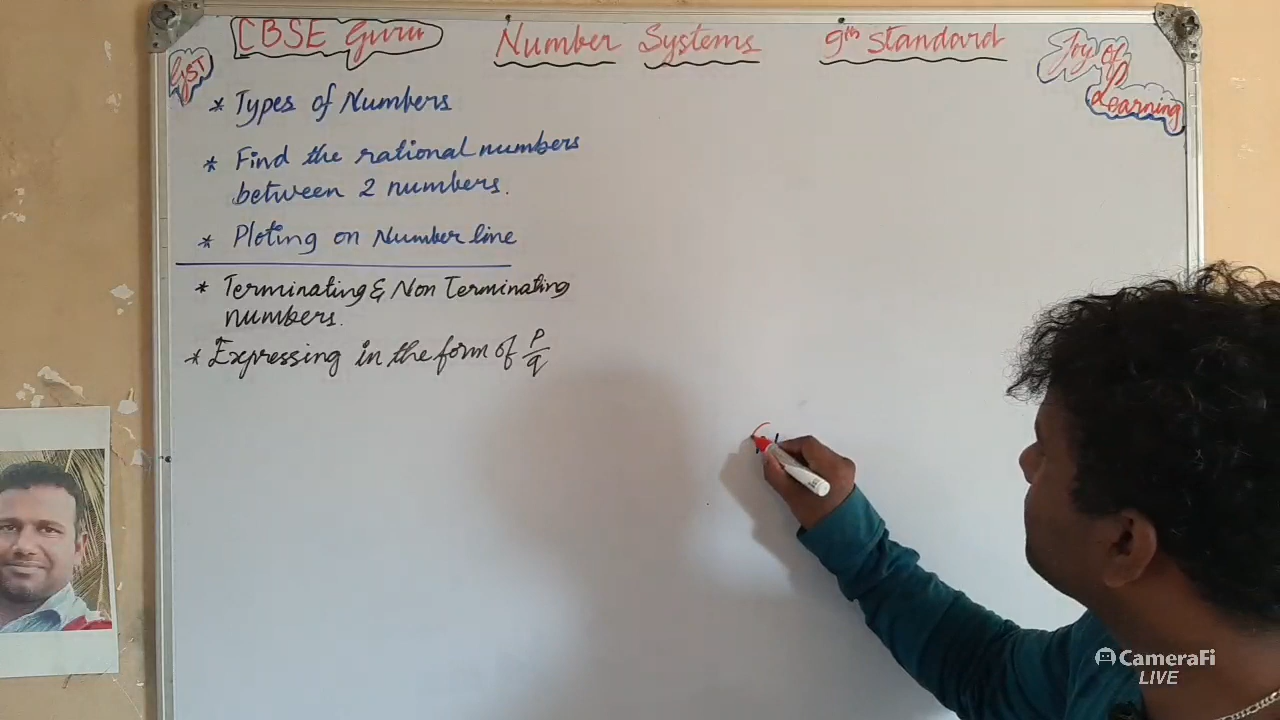 CBSE Guru
Number Systems
9th Standard
Joy of
Learning
GST
* Types of Numbers
* Find the rational numbers
between 2 numbers.
* Ploting on Number line
* Terminating & Non Terminating
numbers.
* Expressing in the form of P/q
CameraFi
LIVE